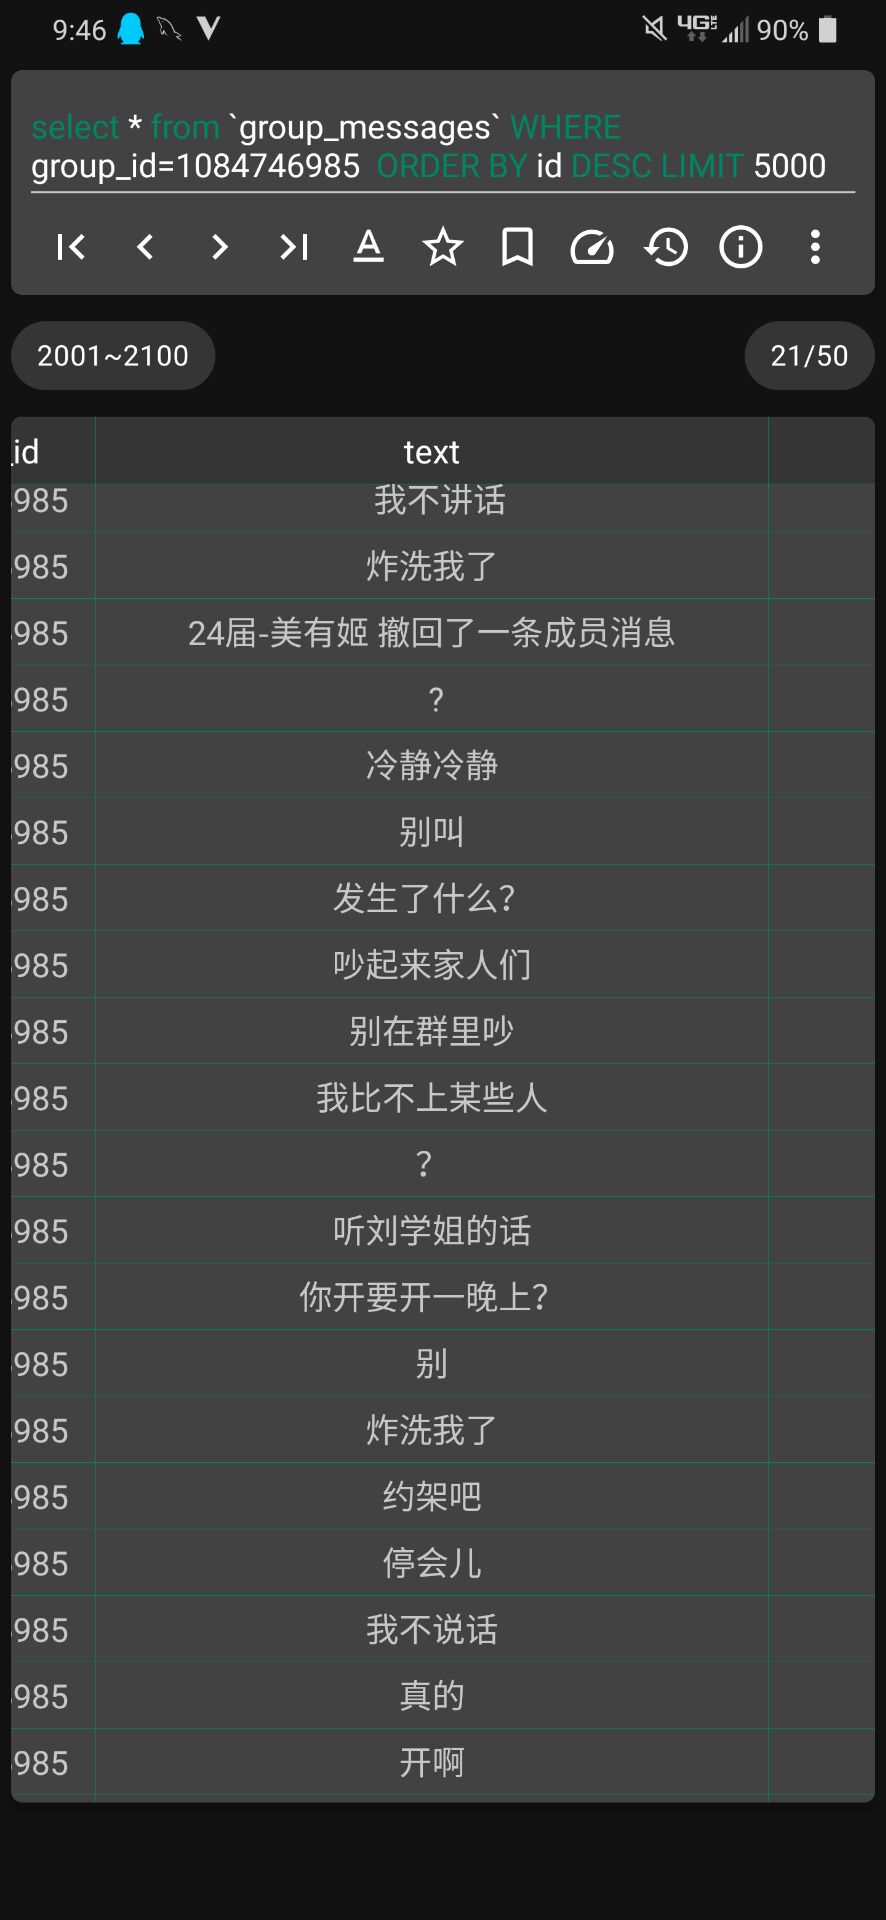 9:46 4G LTE 90%
select * from `group_messages` WHERE
group_id=1084746985 ORDER BY id DESC LIMIT 5000
2001~2100 21/50
_id text
985 我不讲话
985 炸洗我了
985 24届-美有姬 撤回了一条成员消息
985 ?
985 冷静冷静
985 别叫
985 发生了什么？
985 吵起来家人们
985 别在群里吵
985 我比不上某些人
985 ？
985 听刘学姐的话
985 你开要开一晚上？
985 别
985 炸洗我了
985 约架吧
985 停会儿
985 我不说话
985 真的
985 开啊